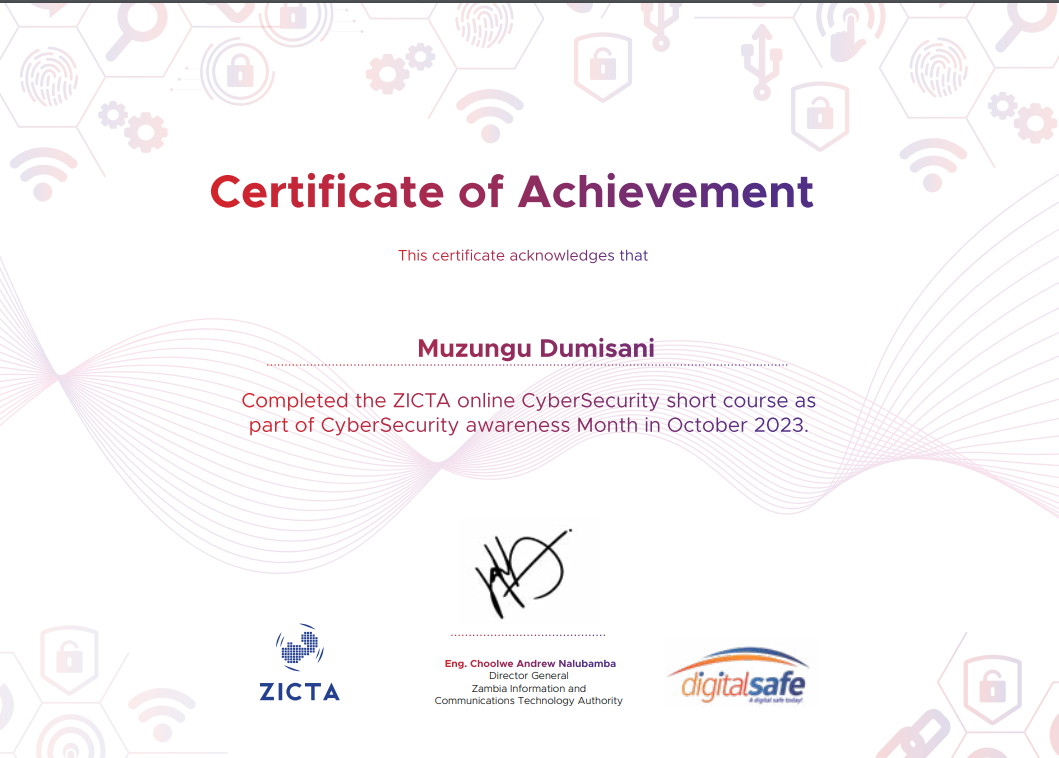 Certificate of Achievement
This certificate acknowledges that
Muzungu Dumisani
Completed the ZICTA online CyberSecurity short course as
part of CyberSecurity awareness Month in October 2023.
Eng. Choolwe Andrew Nalubamba
Director General
Zambia Information and
Communications Technology Authority
ZICTA
digitalsafe
A digital safe today!